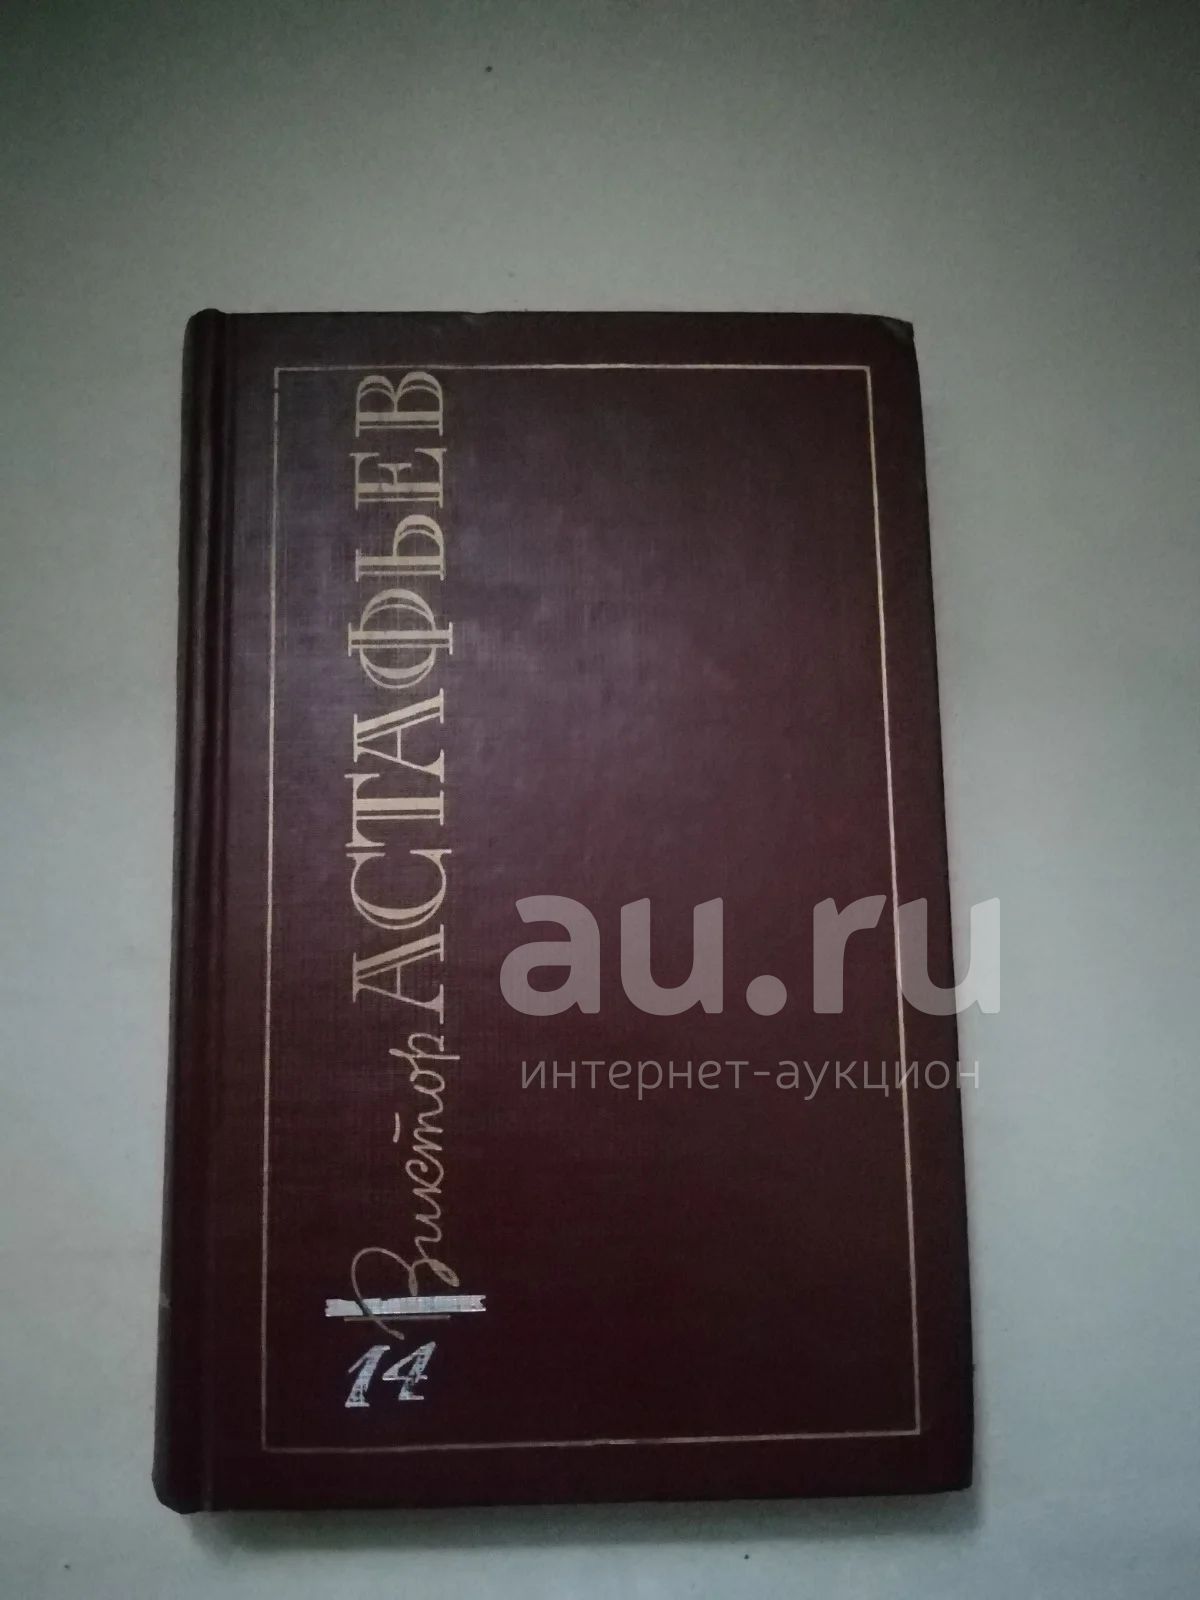 Виктор АСТАФЬЕВ
14
au.ru
интернет-аукцион